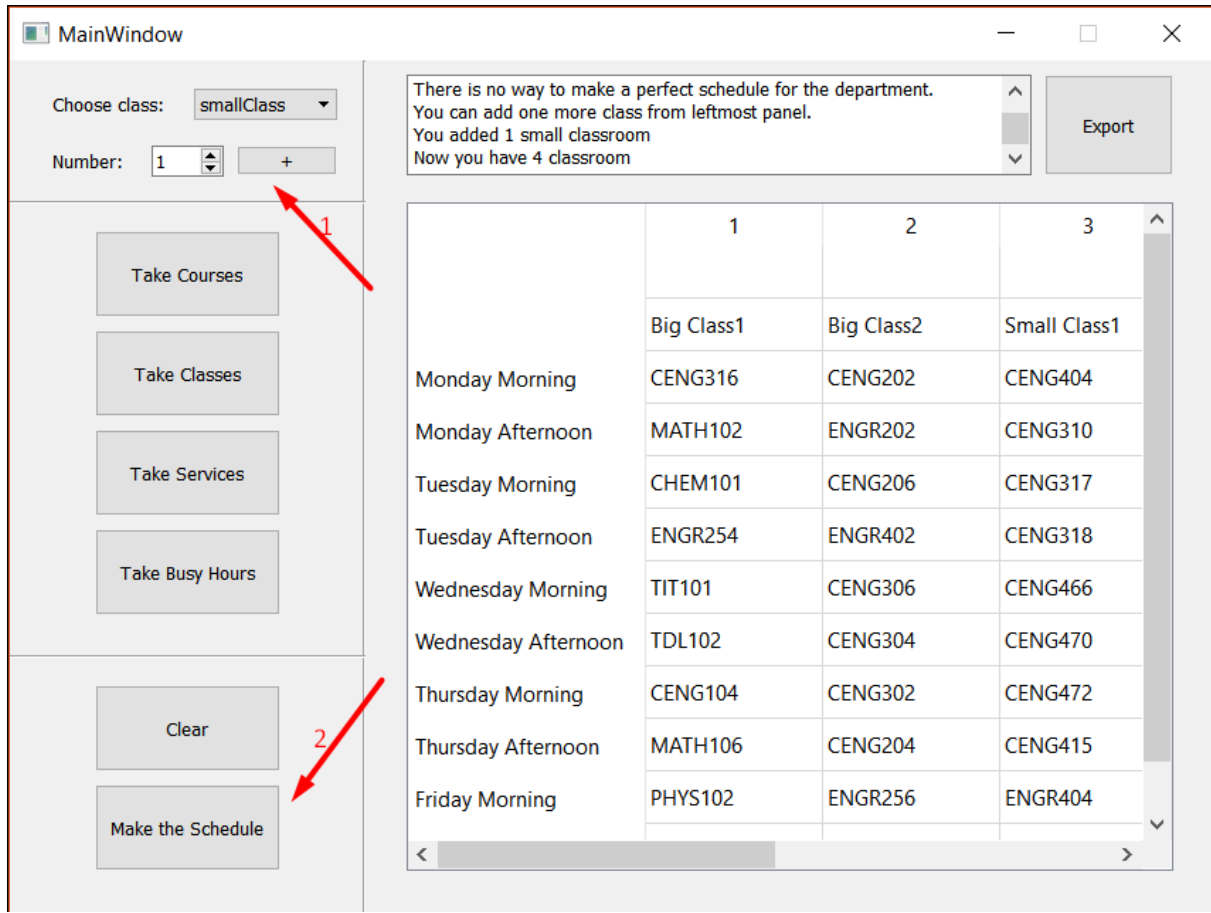 MainWindow
Choose class: smallClass
Number: 1 +
There is no way to make a perfect schedule for the department.
You can add one more class from leftmost panel.
You added 1 small classroom
Now you have 4 classroom
Export
1
Take Courses
Take Classes
Take Services
Take Busy Hours
Clear
2
Make the Schedule
1 2 3
Big Class1 Big Class2 Small Class1
Monday Morning CENG316 CENG202 CENG404
Monday Afternoon MATH102 ENGR202 CENG310
Tuesday Morning CHEM101 CENG206 CENG317
Tuesday Afternoon ENGR254 ENGR402 CENG318
Wednesday Morning TIT101 CENG306 CENG466
Wednesday Afternoon TDL102 CENG304 CENG470
Thursday Morning CENG104 CENG302 CENG472
Thursday Afternoon MATH106 CENG204 CENG415
Friday Morning PHYS102 ENGR256 ENGR404